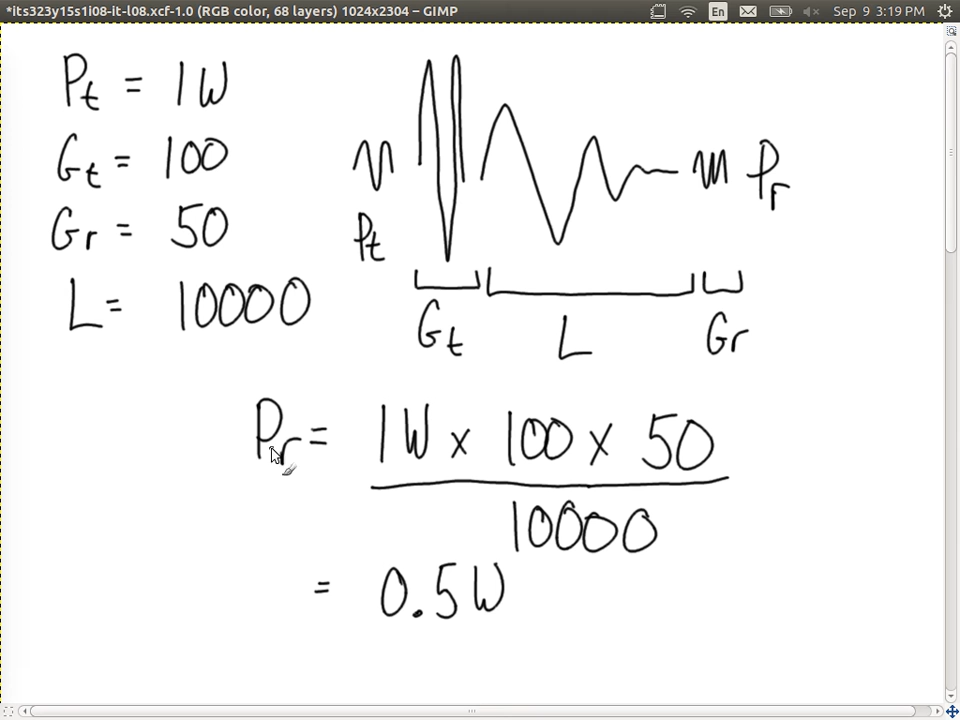 *its323y15s1i08-it-l08.xcf-1.0 (RGB color, 68 layers) 1024x2304 – GIMP
En
Sep 9 3:19 PM
Pt = 1W
Gt = 100
Gr = 50
L = 10000
Pt
Pr
Gt
L
Gr
Pr = 1W x 100 x 50
10000
= 0.5W